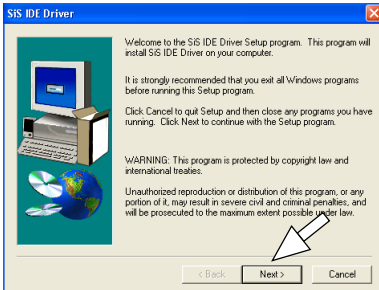 SiS IDE Driver
Welcome to the SiS IDE Driver Setup program. This program will
install SiS IDE Driver on your computer.
It is strongly recommended that you exit all Windows programs
before running this Setup program.
Click Cancel to quit Setup and then close any programs you have
running. Click Next to continue with the Setup program.
WARNING: This program is protected by copyright law and
international treaties.
Unauthorized reproduction or distribution of this program, or any
portion of it, may result in severe civil and criminal penalties, and
will be prosecuted to the maximum extent possible under law.
< Back Next > Cancel